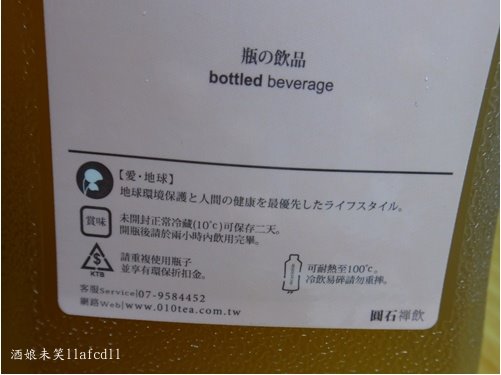 瓶の飲品
bottled beverage
【愛·地球】
地球環境保護と人間の健康を最優先したライフスタイル。
賞味
未開封正常冷藏(10℃)可保存二天。
開瓶後請於兩小時內飲用完畢。
$
KTB
請重複使用瓶子
並享有環保折扣金。
可耐熱至100℃。
冷飲易碎請勿重摔。
客服Service|07-9584452
網路Web|www.010tea.com.tw
圓石禪飲
酒娘未笑llafcdll